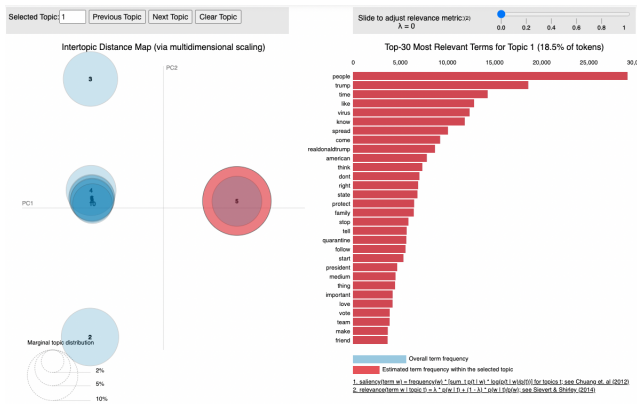 Selected Topic: 1 Previous Topic Next Topic Clear Topic
Slide to adjust relevance metric:(2)
λ = 0
0.0 0.2 0.4 0.6 0.8 1
Intertopic Distance Map (via multidimensional scaling)
PC2
PC1
3
4
10
2
Marginal topic distribution
2%
5%
10%
Top-30 Most Relevant Terms for Topic 1 (18.5% of tokens)
0 5,000 10,000 15,000 20,000 25,000
people
trump
time
like
virus
know
spread
come
realdonaldtrump
american
think
dont
right
state
protect
family
stop
tell
quarantine
follow
start
president
medium
thing
important
love
vote
team
make
friend
Overall term frequency
Estimated term frequency within the selected topic
1. saliency(term w) = frequency(w) * [sum_t p(t | w) * log(p(t | w)/p(t))] for topics t; see Chuang et. al (2012)
2. relevance(term w | topic t) = λ * p(w | t) + (1 - λ) * p(w | t)/p(w); see Sievert & Shirley (2014)